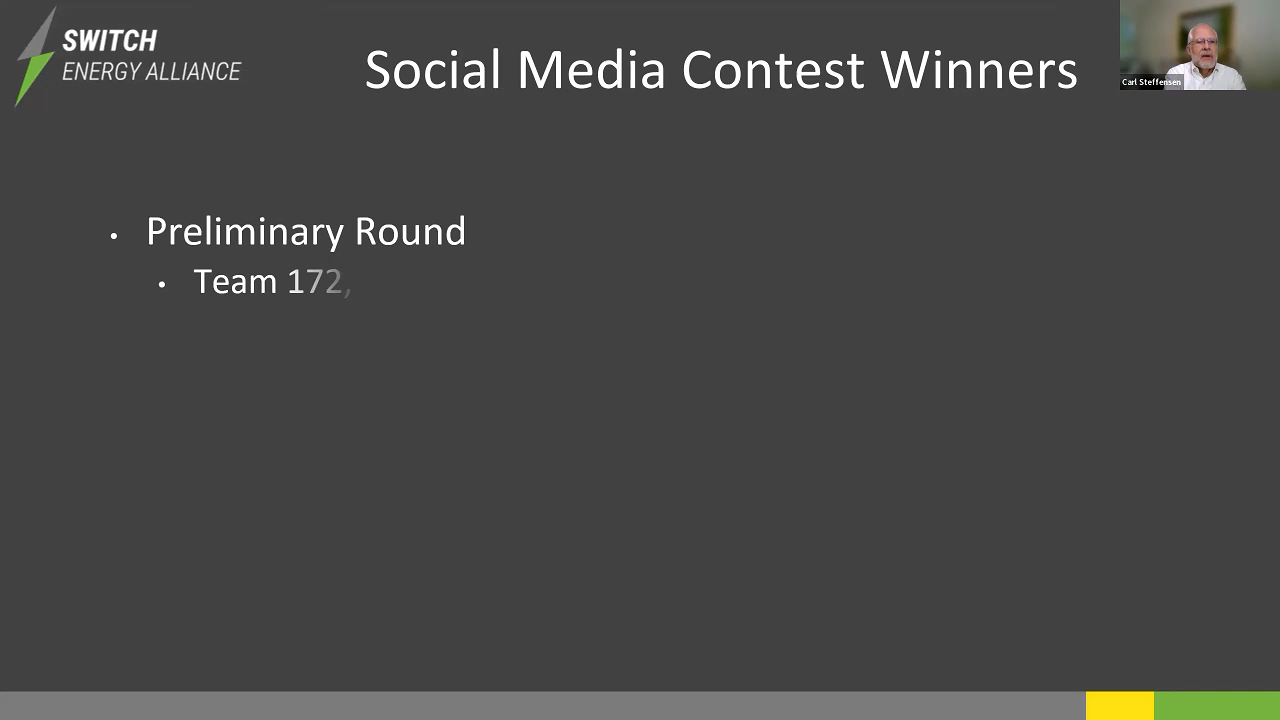 SWITCH
ENERGY ALLIANCE
Social Media Contest Winners
Carl Steffensen
• Preliminary Round
• Team 172,